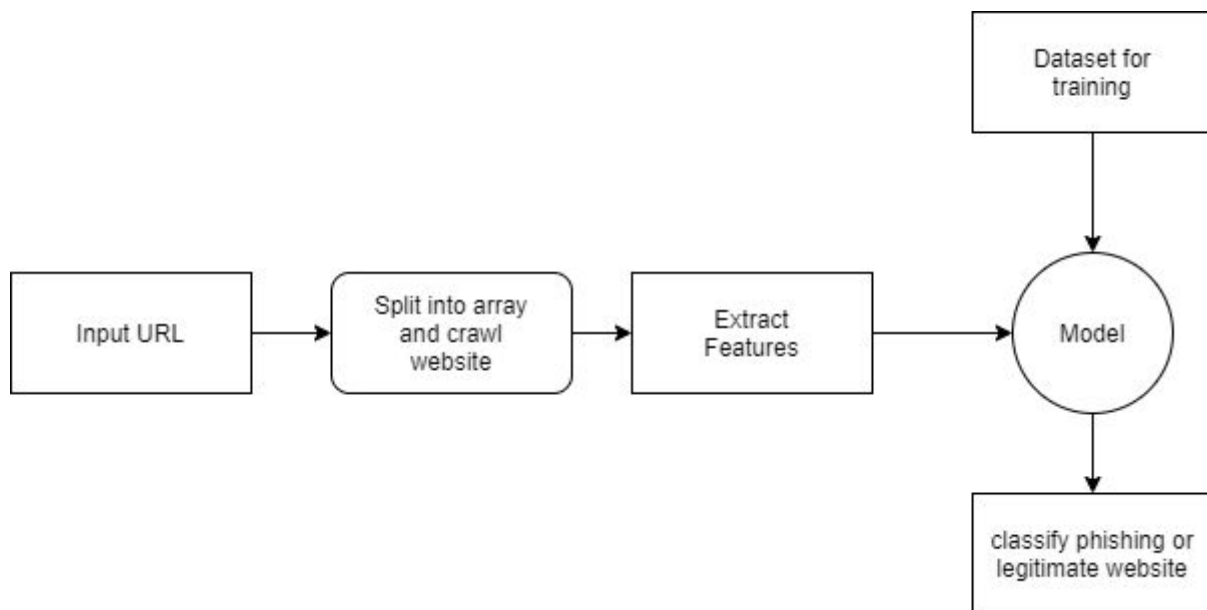 Dataset for
training
Input URL
Split into array
and crawl
website
Extract
Features
Model
classify phishing or
legitimate website